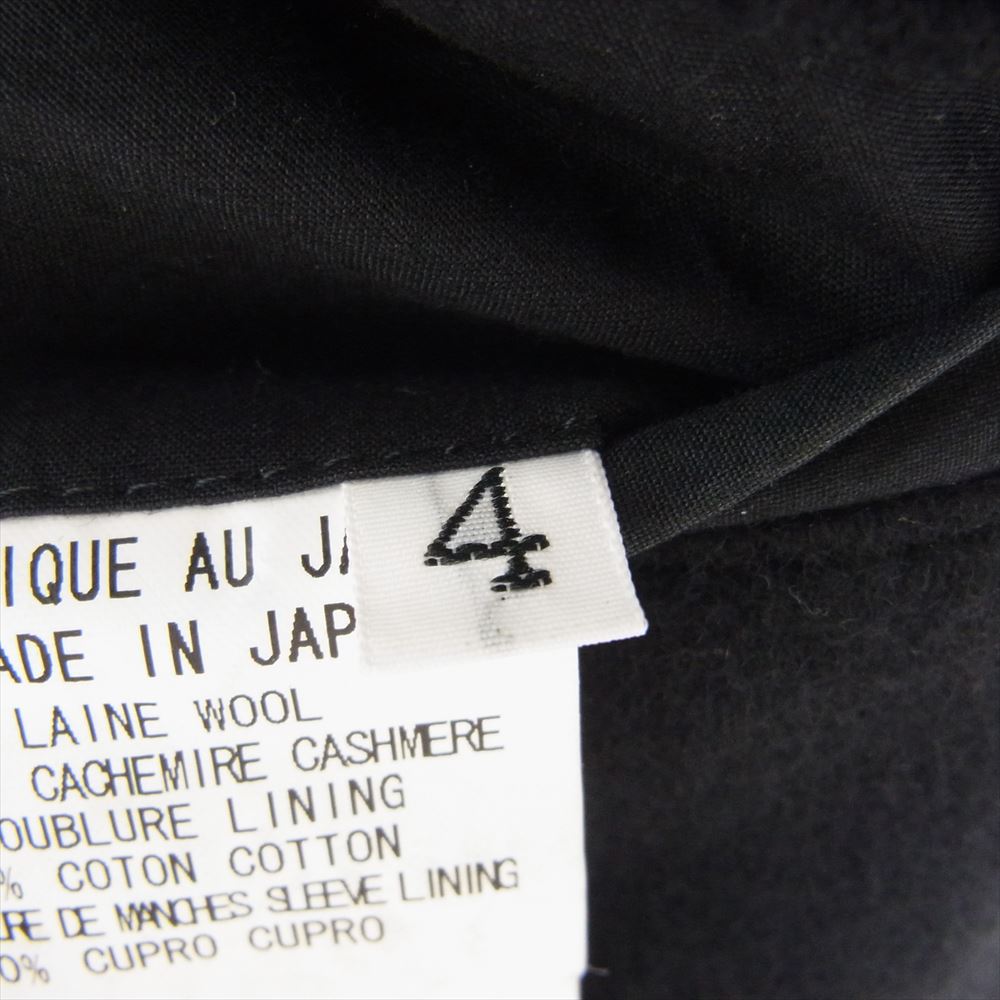 4
IQUE AU JA
ADE IN JAP
LAINE WOOL
CACHEMIRE CASHMERE
OUBLURE LINING
% COTON COTTON
RE DE MANCHES SLEEVE LINING
0% CUPRO CUPRO